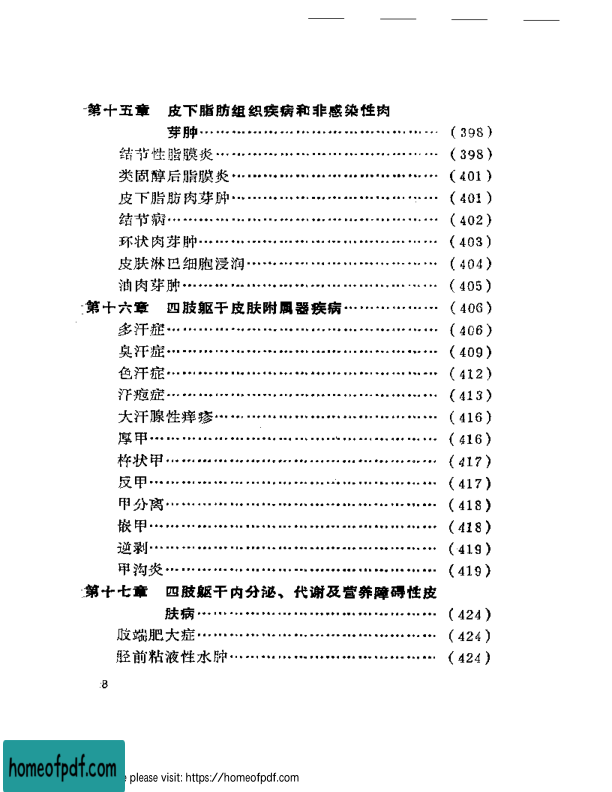 第十五章 皮下脂肪组织疾病和非感染性肉
芽肿…………………………………… (398)
结节性脂膜炎…………………………… (398)
类固醇后脂膜炎………………………… (401)
皮下脂肪肉芽肿………………………… (401)
结节病…………………………………… (402)
环状肉芽肿……………………………… (403)
皮肤淋巴细胞浸润……………………… (404)
油肉芽肿………………………………… (405)
第十六章 四肢躯干皮肤附属器疾病……………… (406)
多汗症…………………………………… (406)
臭汗症…………………………………… (409)
色汗症…………………………………… (412)
汗疱症…………………………………… (413)
大汗腺性痒疹…………………………… (416)
厚甲……………………………………… (416)
杵状甲…………………………………… (417)
反甲……………………………………… (417)
甲分离…………………………………… (418)
嵌甲……………………………………… (418)
逆剥……………………………………… (419)
甲沟炎…………………………………… (419)
第十七章 四肢躯干内分泌、代谢及营养障碍性皮
肤病……………………………………… (424)
肢端肥大症……………………………… (424)
胫前粘液性水肿………………………… (424)
8
homeofpdf.com
e please visit: https://homeofpdf.com